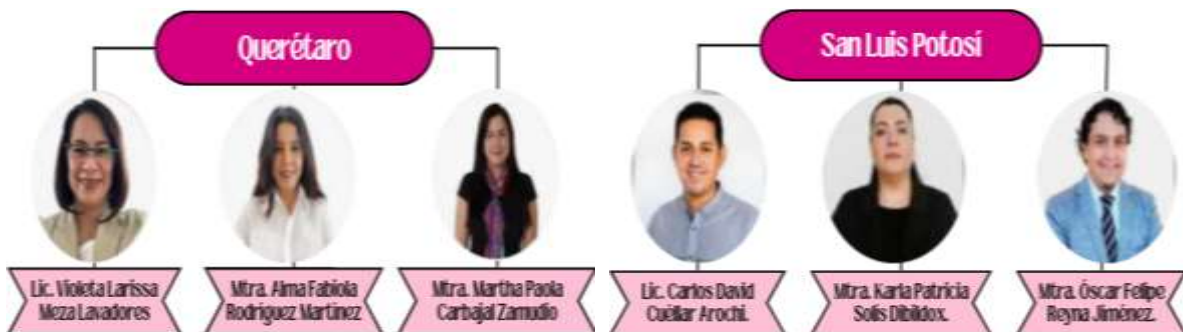 Querétaro
San Luis Potosí
Lic. Violeta Larissa
Meza Lavadores
Mtra. Alma Fabiola
Rodríguez Martínez
Mtra. Martha Paola
Carbajal Zamudio
Lic. Carlos David
Cuéllar Arochi.
Mtra. Karla Patricia
Solís Dibildox.
Mtra. Óscar Felipe
Reyna Jiménez.